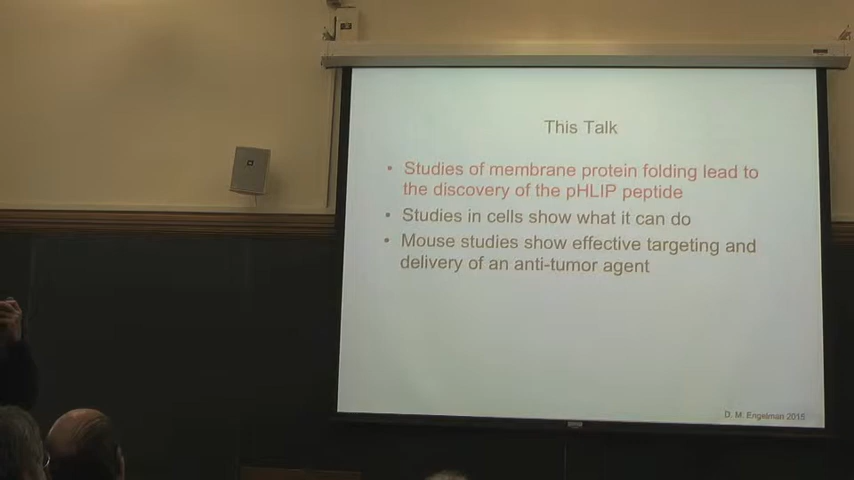 This Talk
• Studies of membrane protein folding lead to
the discovery of the pHLIP peptide
• Studies in cells show what it can do
• Mouse studies show effective targeting and
delivery of an anti-tumor agent
D. M. Engelman 2015